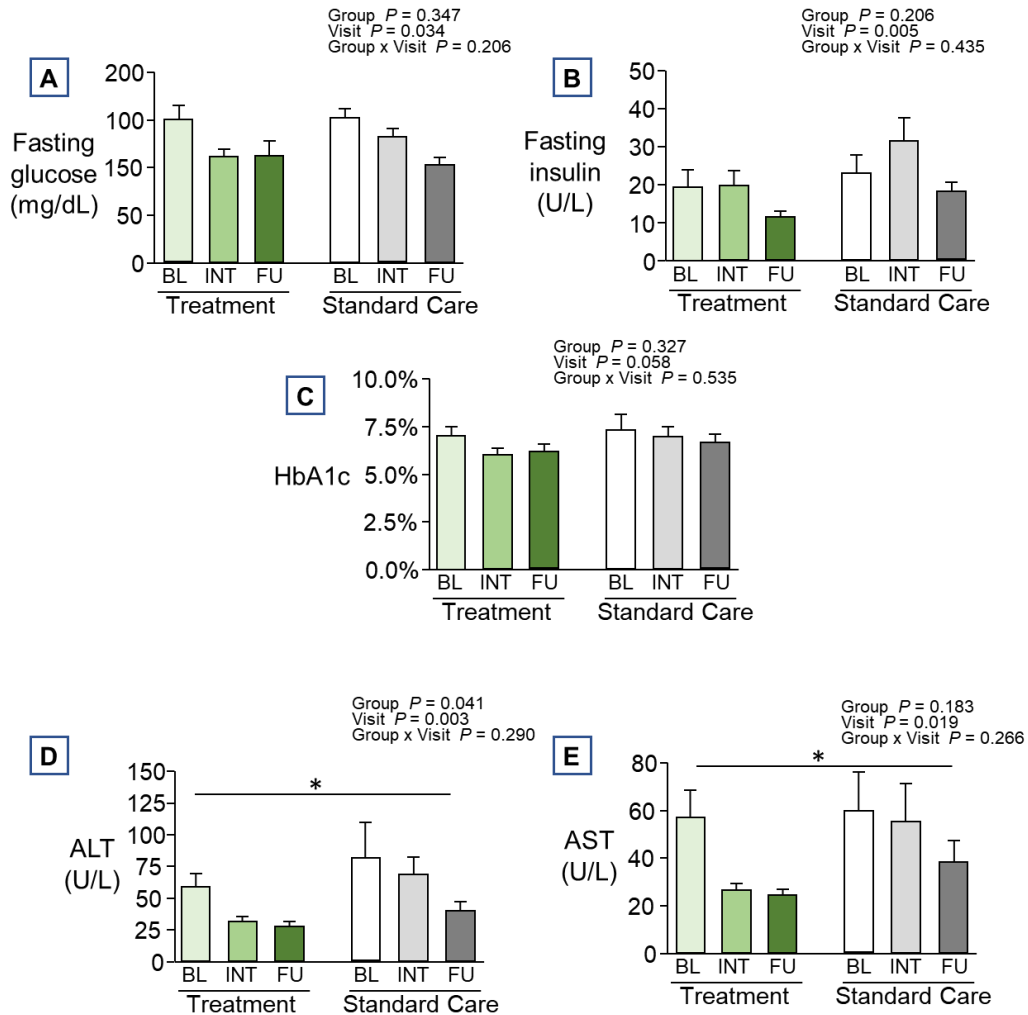 Group P = 0.347
Visit P = 0.034
Group x Visit P = 0.206
A
Fasting
glucose
(mg/dL)
200
100
150
50
0
BL INT FU BL INT FU
Treatment Standard Care
Group P = 0.206
Visit P = 0.005
Group x Visit P = 0.435
B
Fasting
insulin
(U/L)
50
40
30
20
10
0
BL INT FU BL INT FU
Treatment Standard Care
Group P = 0.327
Visit P = 0.058
Group x Visit P = 0.535
C
HbA1c
10.0%
7.5%
5.0%
2.5%
0.0%
BL INT FU BL INT FU
Treatment Standard Care
Group P = 0.041
Visit P = 0.003
Group x Visit P = 0.290
D
ALT
(U/L)
150
125
100
75
50
25
0
*
BL INT FU BL INT FU
Treatment Standard Care
Group P = 0.183
Visit P = 0.019
Group x Visit P = 0.266
E
AST
(U/L)
80
60
40
20
0
*
BL INT FU BL INT FU
Treatment Standard Care